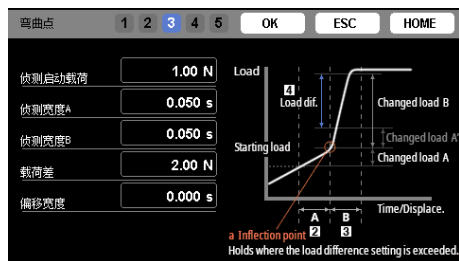 弯曲点 1 2 3 4 5 OK ESC HOME
侦测启动载荷 1.00 N
侦测宽度A 0.050 s
侦测宽度B 0.050 s
载荷差 2.00 N
偏移宽度 0.000 s
Load
4
Load dif.
Changed load B
Changed load A'
Starting load
Changed load A
Time/Displace.
A B
2 3
a Inflection point
Holds where the load difference setting is exceeded.